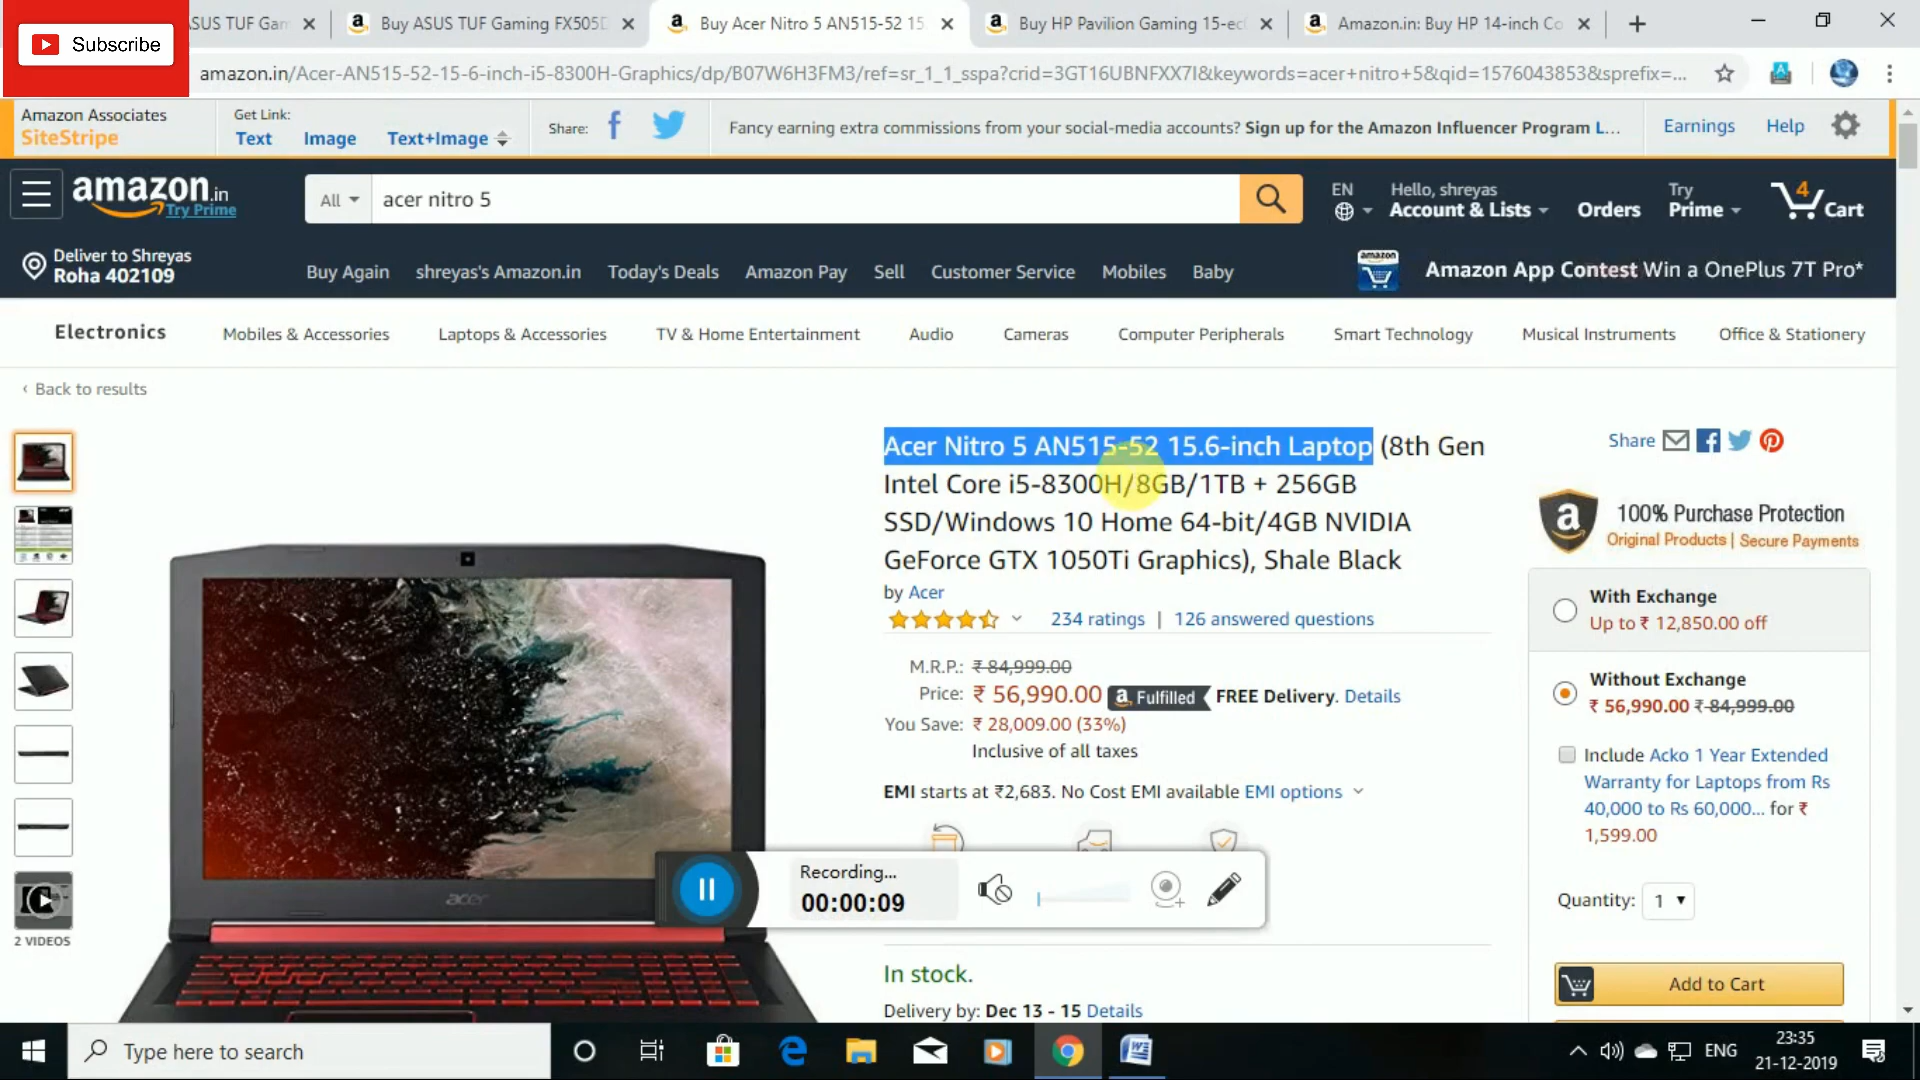 Subscribe
ASUS TUF Gam
Buy ASUS TUF Gaming FX505D
Buy Acer Nitro 5 AN515-52 15
Buy HP Pavilion Gaming 15-ec
Amazon.in: Buy HP 14-inch Co
amazon.in/Acer-AN515-52-15-6-inch-i5-8300H-Graphics/dp/B07W6H3FM3/ref=sr_1_1_sspa?crid=3GT16UBNFXX7I&keywords=acer+nitro+5&qid=1576043853&sprefix=...
Amazon Associates
SiteStripe
Get Link:
Text Image Text+Image
Share:
Fancy earning extra commissions from your social-media accounts? Sign up for the Amazon Influencer Program L...
Earnings Help
amazon.in
Try Prime
All
acer nitro 5
EN
Hello, shreyas
Account & Lists
Orders
Try
Prime
4
Cart
Deliver to Shreyas
Roha 402109
Buy Again shreyas's Amazon.in Today's Deals Amazon Pay Sell Customer Service Mobiles Baby
amazon
Amazon App Contest Win a OnePlus 7T Pro*
Electronics Mobiles & Accessories Laptops & Accessories TV & Home Entertainment Audio Cameras Computer Peripherals Smart Technology Musical Instruments Office & Stationery
‹ Back to results
Acer Nitro 5 AN515-52 15.6-inch Laptop (8th Gen
Intel Core i5-8300H/8GB/1TB + 256GB
SSD/Windows 10 Home 64-bit/4GB NVIDIA
GeForce GTX 1050Ti Graphics), Shale Black
by Acer
234 ratings | 126 answered questions
M.R.P.: ₹ 84,999.00
Price: ₹ 56,990.00 a Fulfilled FREE Delivery. Details
You Save: ₹ 28,009.00 (33%)
Inclusive of all taxes
EMI starts at ₹2,683. No Cost EMI available EMI options
In stock.
Delivery by: Dec 13 - 15 Details
Share
100% Purchase Protection
Original Products | Secure Payments
With Exchange
Up to ₹ 12,850.00 off
Without Exchange
₹ 56,990.00 ₹ 84,999.00
Include Acko 1 Year Extended
Warranty for Laptops from Rs
40,000 to Rs 60,000... for ₹
1,599.00
Quantity: 1
Add to Cart
2 VIDEOS
acer
Recording...
00:00:09
Type here to search
ENG
23:35
21-12-2019